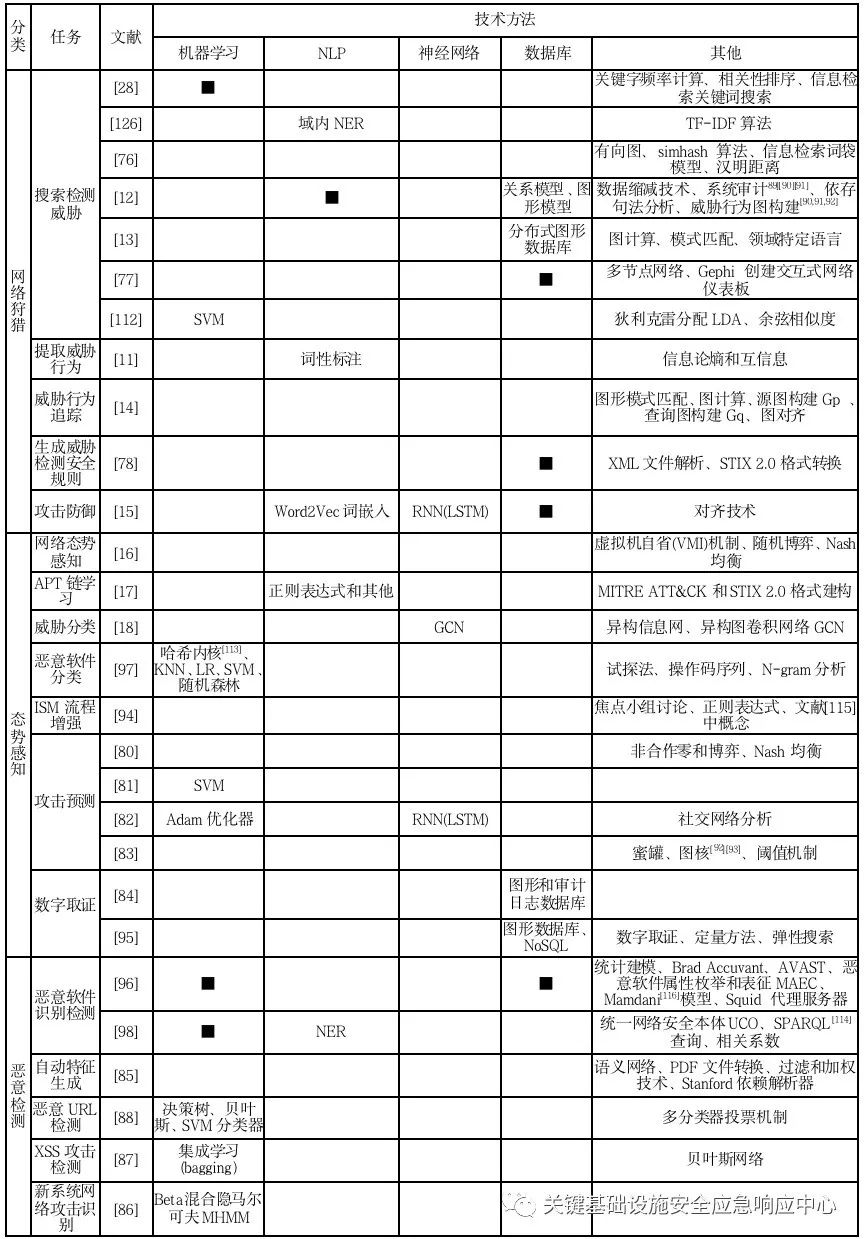 分类 任务 文献 技术方法
机器学习 NLP 神经网络 数据库 其他
网络狩猎
搜索检测威胁
[28] ■ 关键字频率计算、相关性排序、信息检
索关键词搜索
[126] 域内 NER TF-IDF 算法
[76] 有向图、simhash 算法、信息检索词袋
模型、汉明距离
[12] ■ 关系模型、图形模型 数据缩减技术、系统审计89][90][91]、依存
句法分析、威胁行为图构建[90,91,92]
[13] 分布式图形数据库 图计算、模式匹配、领域特定语言
[77] ■ 多节点网络、Gephi 创建交互式网络
仪表板
[112] SVM 狄利克雷分配 LDA、余弦相似度
提取威胁行为 [11] 词性标注 信息论熵和互信息
威胁行为追踪 [14] 图形模式匹配、图计算、源图构建 Gp 、
查询图构建 Gq、图对齐
生成威胁检测安全规则 [78] ■ XML 文件解析、STIX 2.0 格式转换
攻击防御 [15] Word2Vec 词嵌入 RNN(LSTM) ■ 对齐技术
态势感知
网络态势感知 [16] 虚拟机自省(VMI)机制、随机博弈、Nash
均衡
APT 链学习 [17] 正则表达式和其他 MITRE ATT&CK 和 STIX 2.0 格式建构
威胁分类 [18] GCN 异构信息网、异构图卷积网络 GCN
恶意软件分类 [97] 哈希内核[113]、
KNN、LR、SVM、
随机森林 试探法、操作码序列、N-gram 分析
ISM 流程增强 [94] 焦点小组讨论、正则表达式、文献[115]
中概念
攻击预测
[80] 非合作零和博弈、Nash 均衡
[81] SVM
[82] Adam 优化器 RNN(LSTM) 社交网络分析
[83] 蜜罐、图核[92][93]、阈值机制
数字取证
[84] 图形和审计日志数据库
[95] 图形数据库、NoSQL 数字取证、定量方法、弹性搜索
恶意检测
恶意软件识别检测
[96] ■ ■ 统计建模、Brad Accuvant、AVAST、恶
意软件属性枚举和表征 MAEC、
Mamdani[116]模型、Squid 代理服务器
[98] ■ NER 统一网络安全本体 UCO、SPARQL[114]
查询、相关系数
自动特征生成 [85] 语义网络、PDF 文件转换、过滤和加权
技术、Stanford 依赖解析器
恶意 URL 检测 [88] 决策树、贝叶
斯、SVM 分类器 多分类器投票机制
XSS 攻击检测 [87] 集成学习
(bagging) 贝叶斯网络
新系统网络攻击识别 [86] Beta混合隐马尔
可夫MHMM
关键基础设施安全应急响应中心